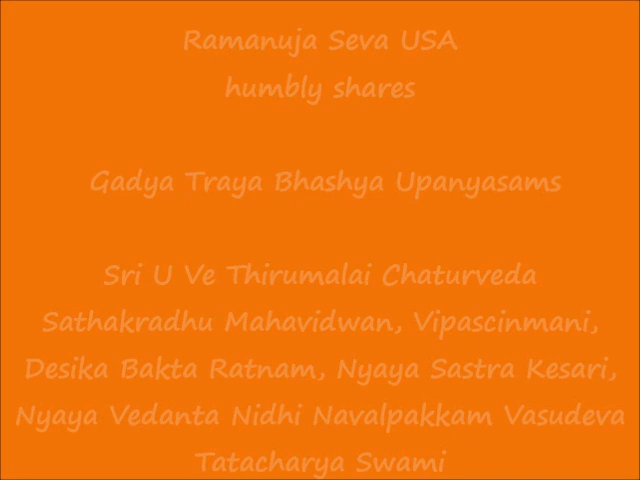 Ramanuja Seva USA
humbly shares
Gadya Traya Bhashya Upanyasams
Sri U Ve Thirumalai Chaturveda
Sathakradhu Mahavidwan, Vipascinmani,
Desika Bakta Ratnam, Nyaya Sastra Kesari,
Nyaya Vedanta Nidhi Navalpakkam Vasudeva
Tatacharya Swami